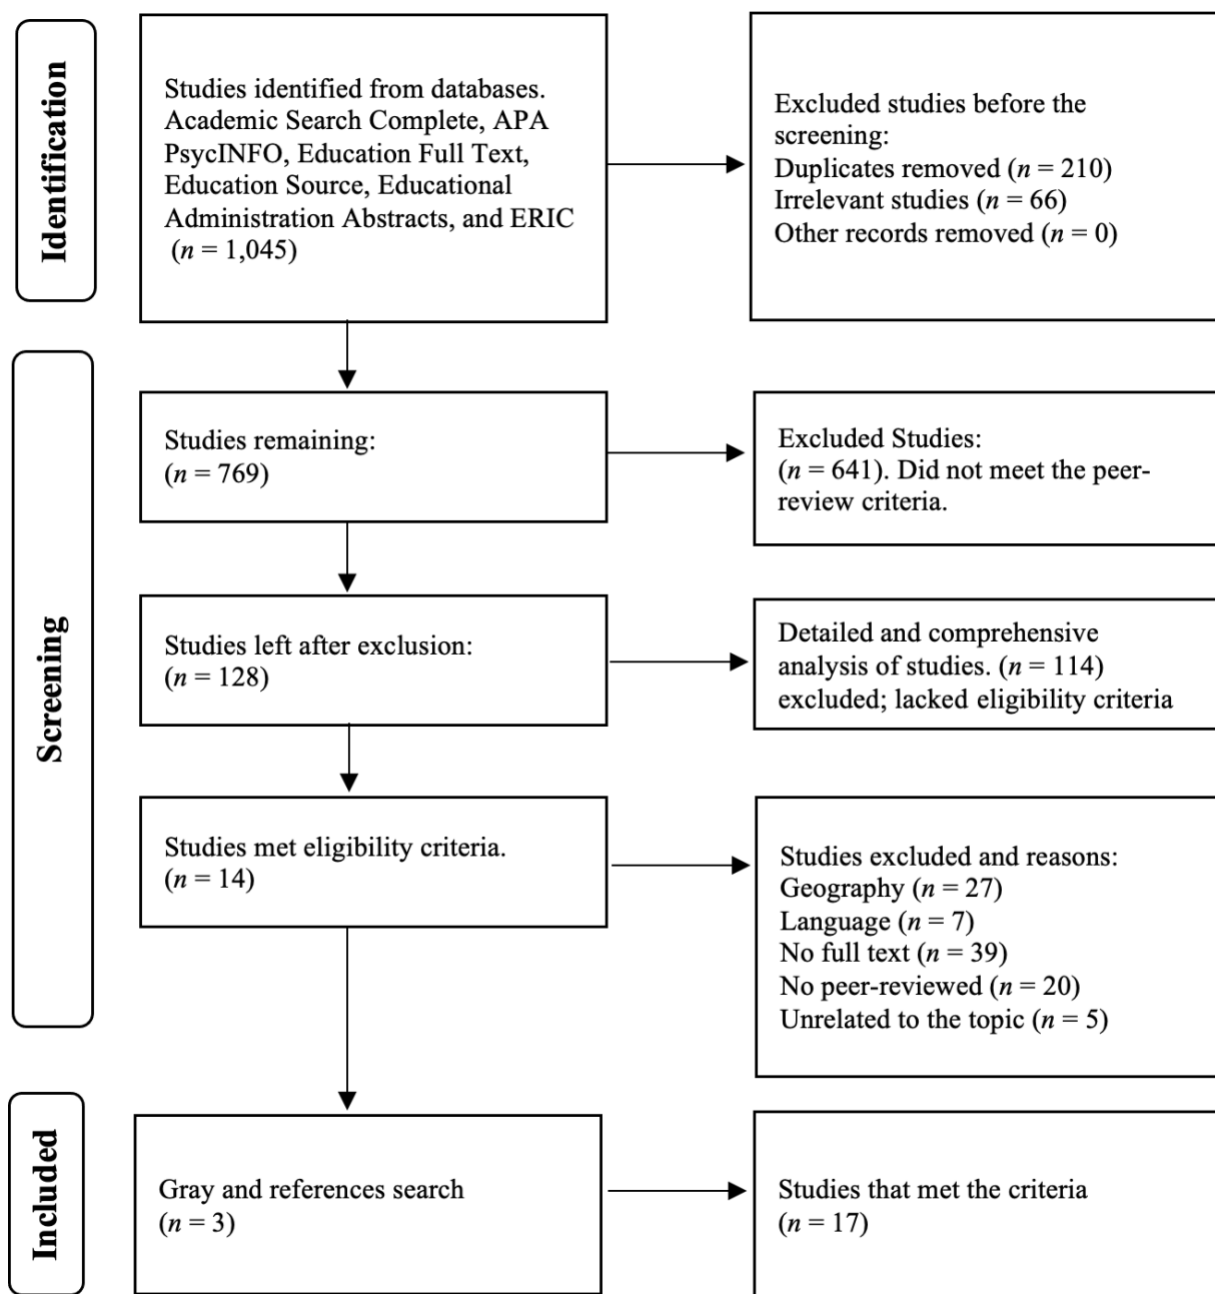 Identification
Studies identified from databases.
Academic Search Complete, APA
PsycINFO, Education Full Text,
Education Source, Educational
Administration Abstracts, and ERIC
(n = 1,045)
Excluded studies before the
screening:
Duplicates removed (n = 210)
Irrelevant studies (n = 66)
Other records removed (n = 0)
Screening
Studies remaining:
(n = 769)
Excluded Studies:
(n = 641). Did not meet the peer-
review criteria.
Studies left after exclusion:
(n = 128)
Detailed and comprehensive
analysis of studies. (n = 114)
excluded; lacked eligibility criteria
Studies met eligibility criteria.
(n = 14)
Studies excluded and reasons:
Geography (n = 27)
Language (n = 7)
No full text (n = 39)
No peer-reviewed (n = 20)
Unrelated to the topic (n = 5)
Included
Gray and references search
(n = 3)
Studies that met the criteria
(n = 17)